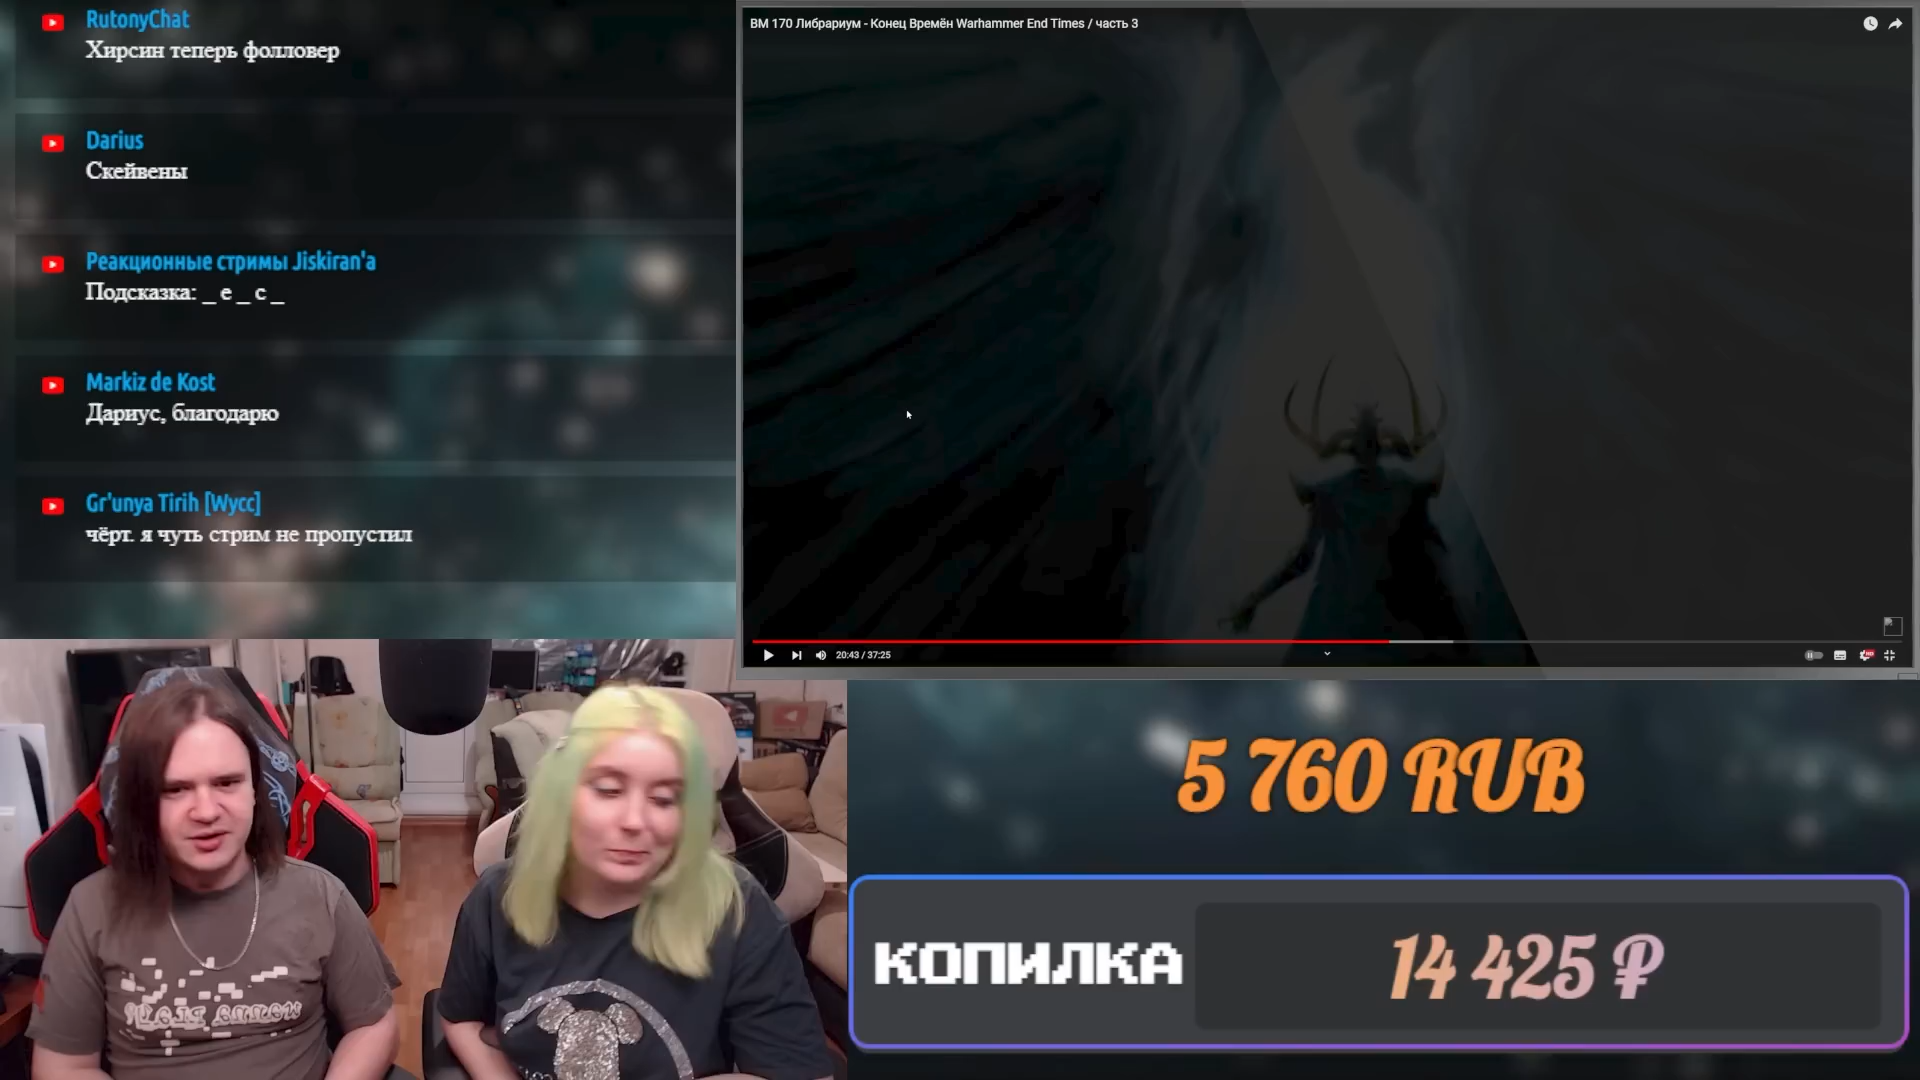 RutonyChat
Хирсин теперь фолловер
Darius
Скейвены
Реакционные стримы Jiskiran'a
Подсказка: _ е _ с _
Markiz de Kost
Дариус, благодарю
Gr'unya Tirih [Wycc]
чёрт. я чуть стрим не пропустил
ВМ 170 Либрариум - Конец Времён Warhammer End Times / часть 3
20:43 / 37:25
5 760 RUB
КОПИЛКА
14 425 ₽